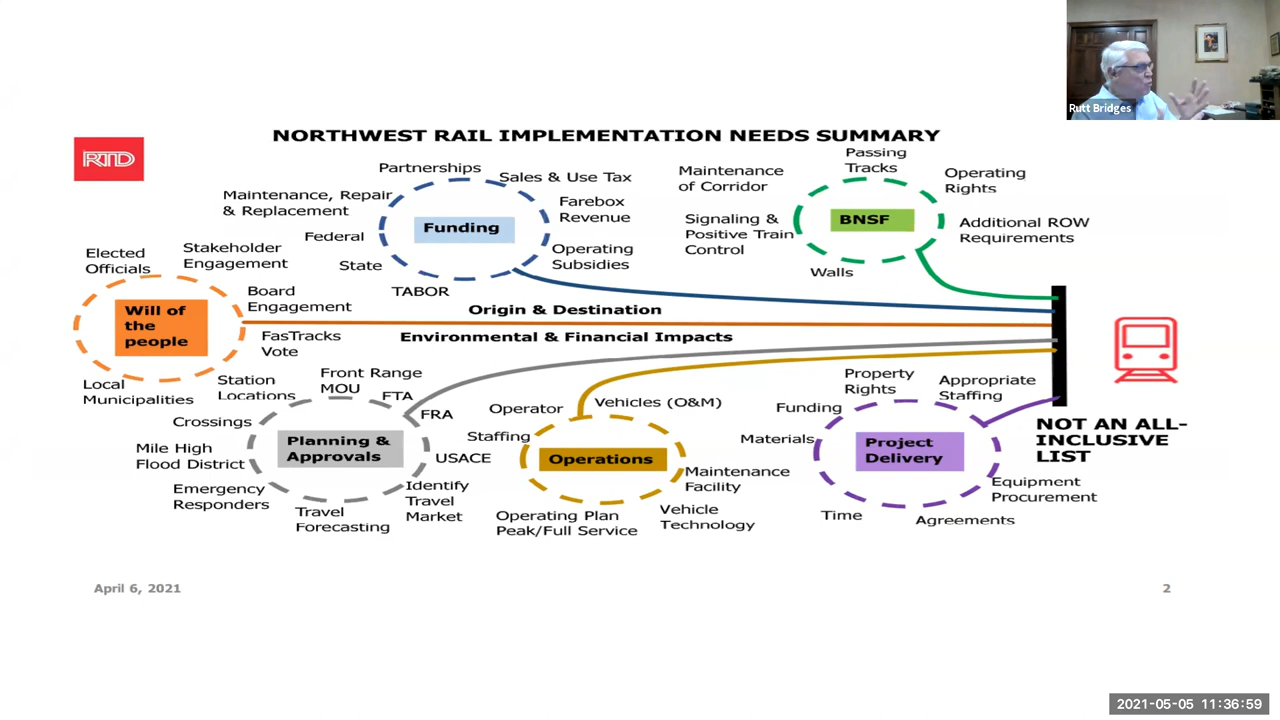 Rutt Bridges
RTD
NORTHWEST RAIL IMPLEMENTATION NEEDS SUMMARY
Partnerships
Sales & Use Tax
Maintenance, Repair
& Replacement
Farebox
Revenue
Federal
Funding
State
Operating
Subsidies
TABOR
Maintenance
of Corridor
Passing
Tracks
Operating
Rights
Signaling &
Positive Train
Control
BNSF
Additional ROW
Requirements
Walls
Elected
Officials
Stakeholder
Engagement
Board
Engagement
Will of
the
people
FasTracks
Vote
Local
Municipalities
Station
Locations
Origin & Destination
Environmental & Financial Impacts
Front Range
MOU
FTA
FRA
Crossings
Mile High
Flood District
Planning &
Approvals
USACE
Emergency
Responders
Travel
Forecasting
Identify
Travel
Market
Operator
Vehicles (O&M)
Staffing
Operations
Maintenance
Facility
Operating Plan
Peak/Full Service
Vehicle
Technology
Property
Rights
Appropriate
Staffing
Funding
Materials
Project
Delivery
Equipment
Procurement
Time
Agreements
NOT AN ALL-
INCLUSIVE
LIST
April 6, 2021
2
2021-05-05 11:36:59